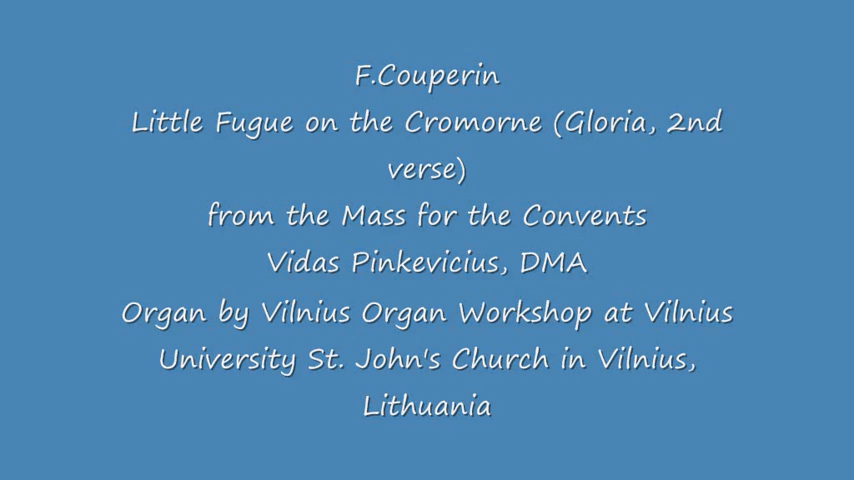 F.Couperin
Little Fugue on the Cromorne (Gloria, 2nd
verse)
from the Mass for the Convents
Vidas Pinkevicius, DMA
Organ by Vilnius Organ Workshop at Vilnius
University St. John's Church in Vilnius,
Lithuania